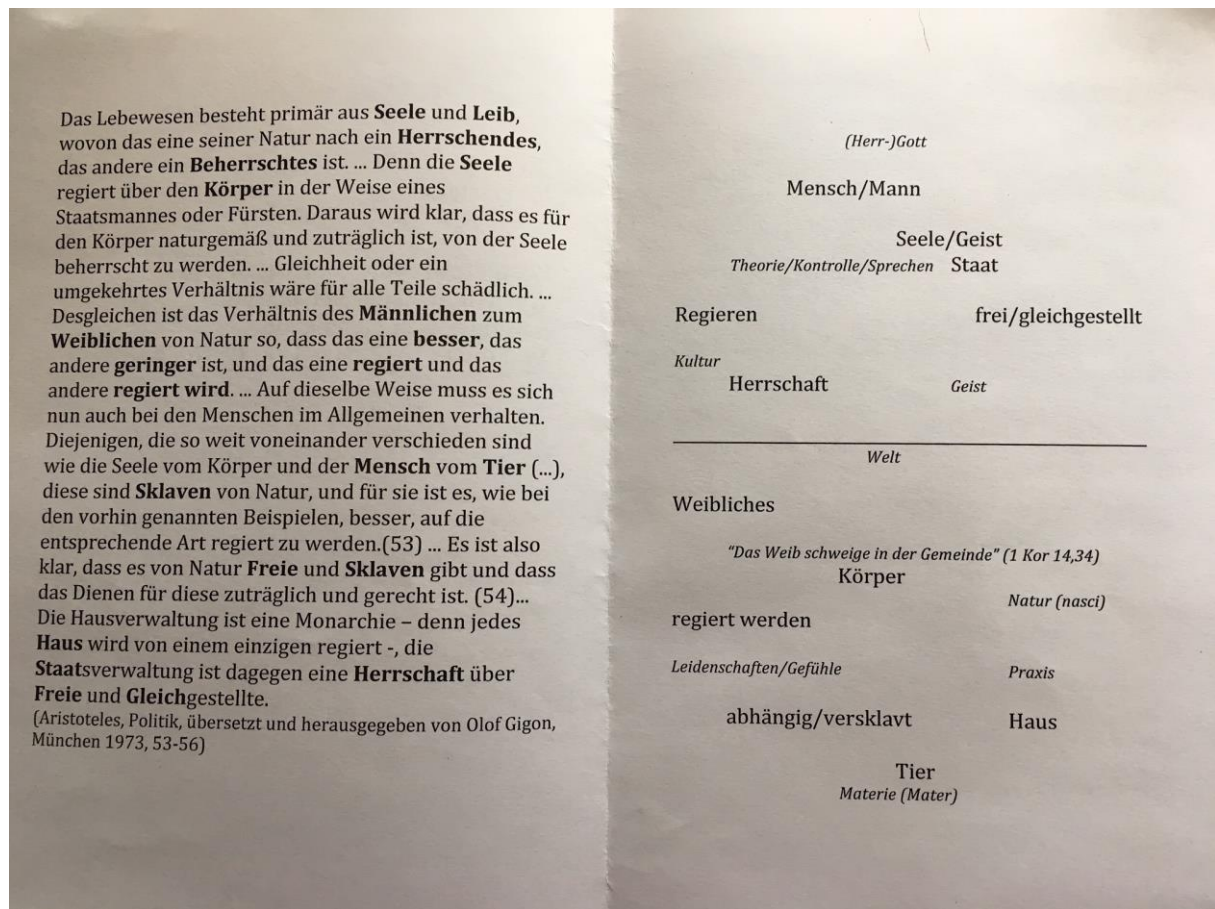 Das Lebewesen besteht primär aus Seele und Leib,
wovon das eine seiner Natur nach ein Herrschendes,
das andere ein Beherrschtes ist. ... Denn die Seele
regiert über den Körper in der Weise eines
Staatsmannes oder Fürsten. Daraus wird klar, dass es für
den Körper naturgemäß und zuträglich ist, von der Seele
beherrscht zu werden. ... Gleichheit oder ein
umgekehrtes Verhältnis wäre für alle Teile schädlich. ...
Desgleichen ist das Verhältnis des Männlichen zum
Weiblichen von Natur so, dass das eine besser, das
andere geringer ist, und das eine regiert und das
andere regiert wird. ... Auf dieselbe Weise muss es sich
nun auch bei den Menschen im Allgemeinen verhalten.
Diejenigen, die so weit voneinander verschieden sind
wie die Seele vom Körper und der Mensch vom Tier (...),
diese sind Sklaven von Natur, und für sie ist es, wie bei
den vorhin genannten Beispielen, besser, auf die
entsprechende Art regiert zu werden.(53) ... Es ist also
klar, dass es von Natur Freie und Sklaven gibt und dass
das Dienen für diese zuträglich und gerecht ist. (54)...
Die Hausverwaltung ist eine Monarchie – denn jedes
Haus wird von einem einzigen regiert -, die
Staatsverwaltung ist dagegen eine Herrschaft über
Freie und Gleichgestellte.
(Aristoteles, Politik, übersetzt und herausgegeben von Olof Gigon,
München 1973, 53-56)
(Herr-)Gott
Mensch/Mann
Seele/Geist
Theorie/Kontrolle/Sprechen Staat
Regieren frei/gleichgestellt
Kultur
Herrschaft Geist
Welt
Weibliches
"Das Weib schweige in der Gemeinde" (1 Kor 14,34)
Körper
Natur (nasci)
regiert werden
Leidenschaften/Gefühle Praxis
abhängig/versklavt Haus
Tier
Materie (Mater)